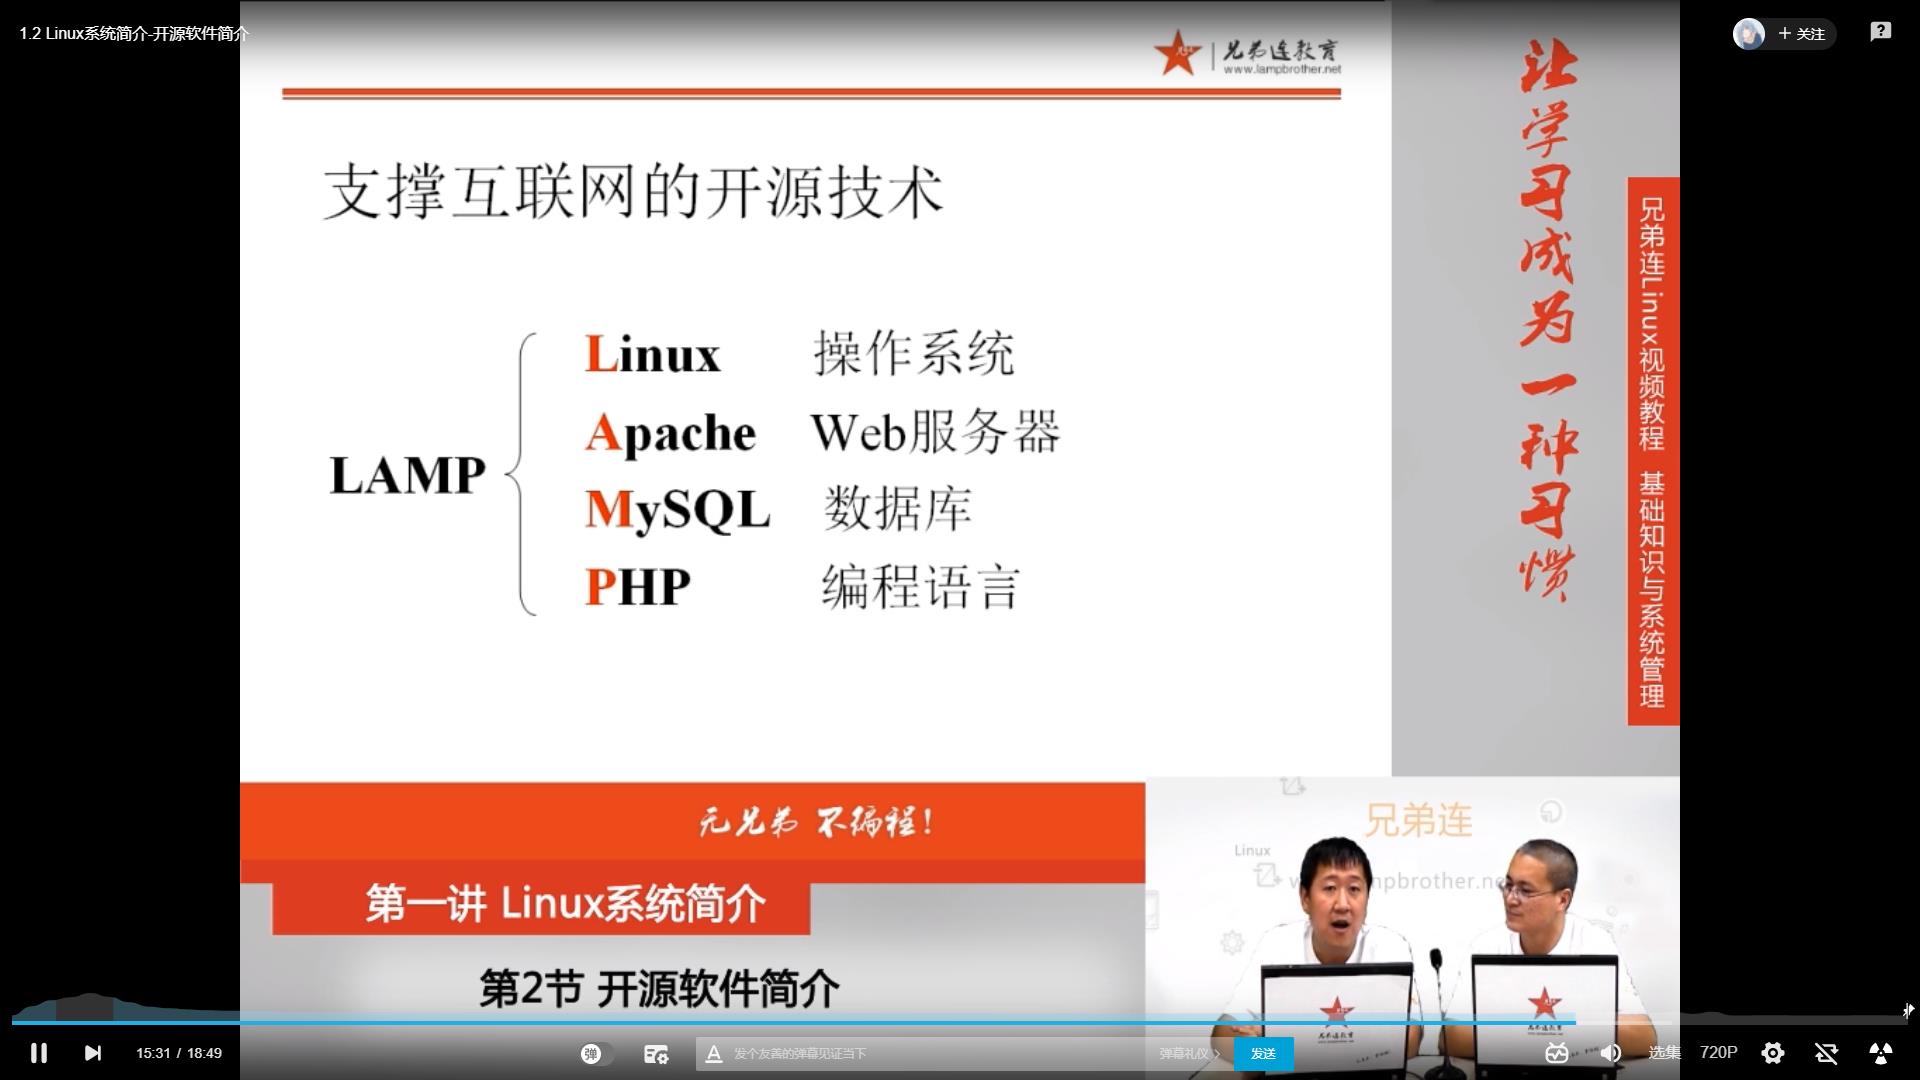 1.2 Linux系统简介-开源软件简介
关注
兄弟连教育
www.lampbrother.net
支撑互联网的开源技术
LAMP
Linux 操作系统
Apache Web服务器
MySQL 数据库
PHP 编程语言
让学习成为一种习惯
兄弟连Linux视频教程 基础知识与系统管理
无兄弟 不编程!
第一讲 Linux系统简介
第2节 开源软件简介
兄弟连
Linux
15:31 / 18:49
弹
发个友善的弹幕见证当下
弹幕礼仪
发送
选集
720P